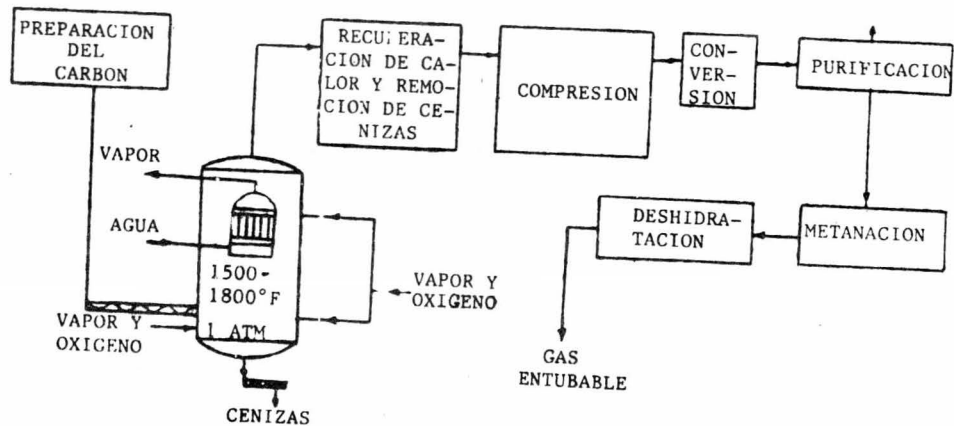 PREPARACION
DEL
CARBON
RECUPERA-
CION DE CA-
LOR Y REMO-
CION DE CE-
NIZAS
COMPRESION
CON-
VER-
SION
PURIFICACION
VAPOR
AGUA
1500-
1800°F
1 ATM
VAPOR Y
OXIGENO
VAPOR Y
OXIGENO
CENIZAS
DESHIDRA-
TACION
METANACION
GAS
ENTUBABLE